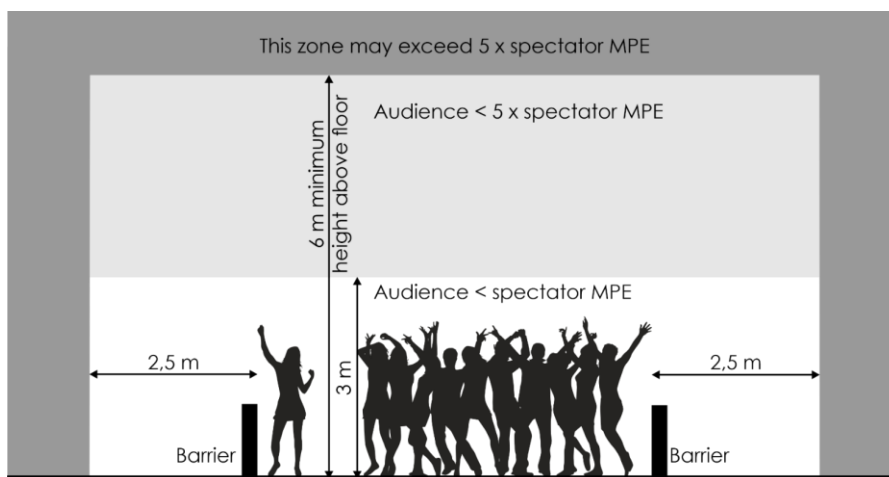 This zone may exceed 5 x spectator MPE
Audience < 5 x spectator MPE
6 m minimum
height above floor
Audience < spectator MPE
2,5 m
3 m
2,5 m
Barrier
Barrier